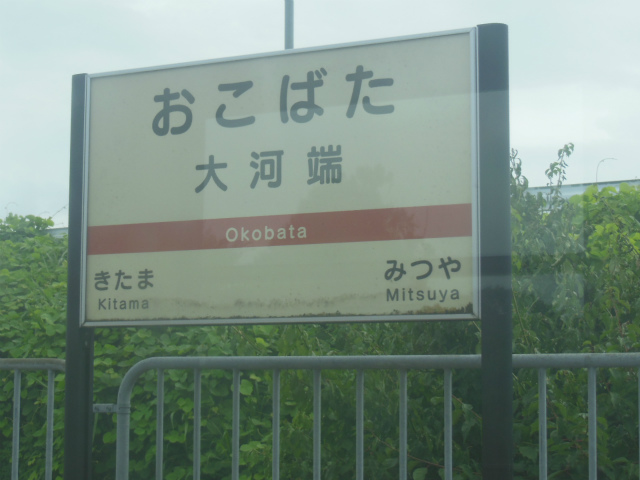 おこばた
大河端
Okobata
きたま みつや
Kitama Mitsuya